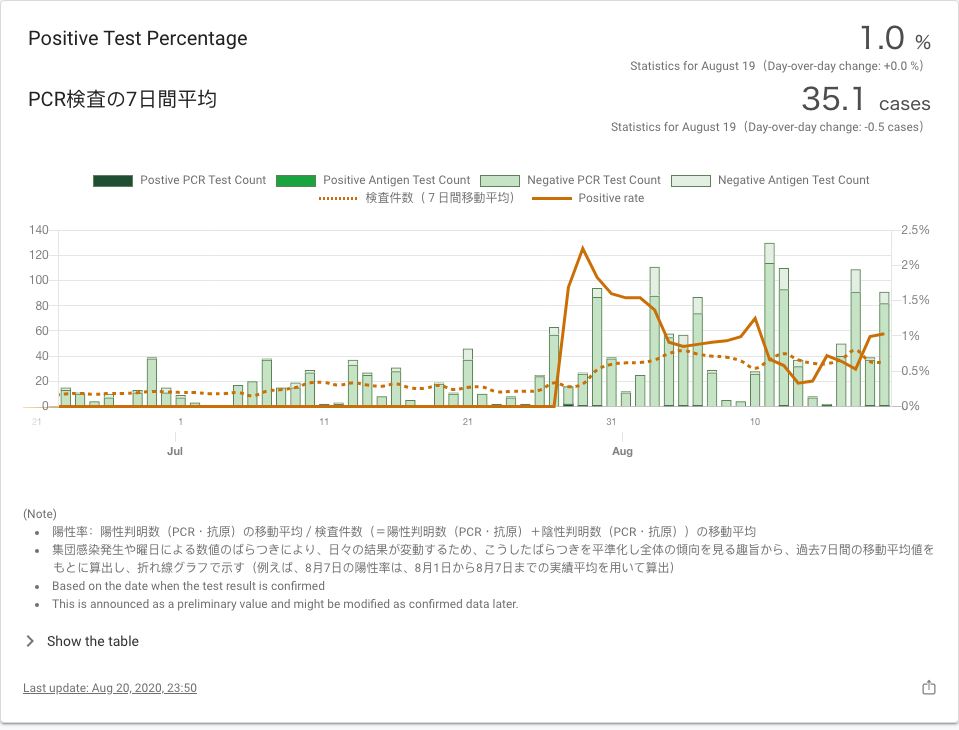 Positive Test Percentage
1.0 %
Statistics for August 19（Day-over-day change: +0.0 %）
PCR検査の7日間平均
35.1 cases
Statistics for August 19（Day-over-day change: -0.5 cases）
Postive PCR Test Count Positive Antigen Test Count Negative PCR Test Count Negative Antigen Test Count
検査件数（７日間移動平均） Positive rate
140 2.5%
120
2%
100
80 1.5%
60 1%
40
0.5%
20
0 0%
21 1 11 21 31 10
Jul Aug
(Note)
陽性率：陽性判明数（PCR・抗原）の移動平均 / 検査件数（＝陽性判明数（PCR・抗原）＋陰性判明数（PCR・抗原））の移動平均
集団感染発生や曜日による数値のばらつきにより、日々の結果が変動するため、こうしたばらつきを平準化し全体の傾向を見る趣旨から、過去7日間の移動平均値を
もとに算出し、折れ線グラフで示す（例えば、8月7日の陽性率は、8月1日から8月7日までの実績平均を用いて算出）
Based on the date when the test result is confirmed
This is announced as a preliminary value and might be modified as confirmed data later.
Show the table
Last update: Aug 20, 2020, 23:50